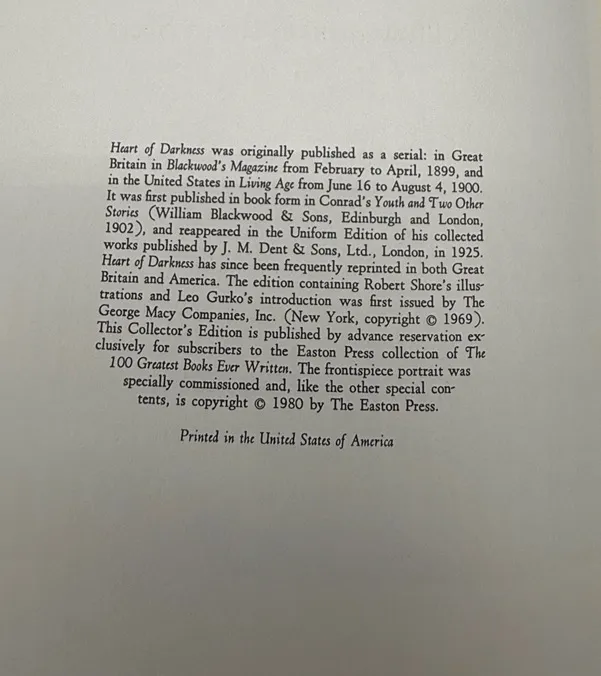 Heart of Darkness was originally published as a serial: in Great
Britain in Blackwood's Magazine from February to April, 1899, and
in the United States in Living Age from June 16 to August 4, 1900.
It was first published in book form in Conrad's Youth and Two Other
Stories (William Blackwood & Sons, Edinburgh and London,
1902), and reappeared in the Uniform Edition of his collected
works published by J. M. Dent & Sons, Ltd., London, in 1925.
Heart of Darkness has since been frequently reprinted in both Great
Britain and America. The edition containing Robert Shore's illus-
trations and Leo Gurko's introduction was first issued by The
George Macy Companies, Inc. (New York, copyright © 1969).
This Collector's Edition is published by advance reservation ex-
clusively for subscribers to the Easton Press collection of The
100 Greatest Books Ever Written. The frontispiece portrait was
specially commissioned and, like the other special con-
tents, is copyright © 1980 by The Easton Press.
Printed in the United States of America